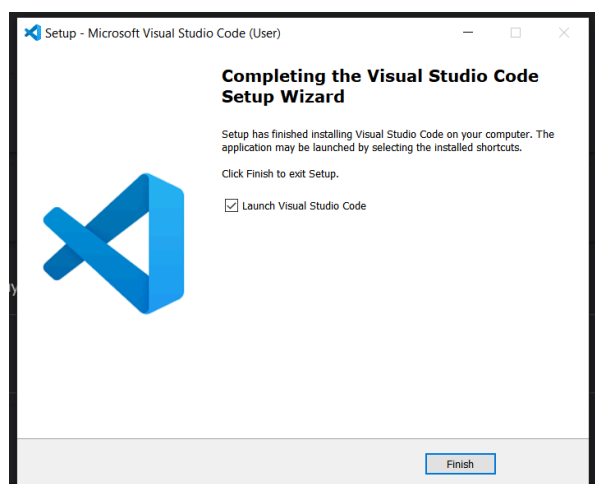 Setup - Microsoft Visual Studio Code (User)
Completing the Visual Studio Code
Setup Wizard
Setup has finished installing Visual Studio Code on your computer. The
application may be launched by selecting the installed shortcuts.
Click Finish to exit Setup.
Launch Visual Studio Code
Finish